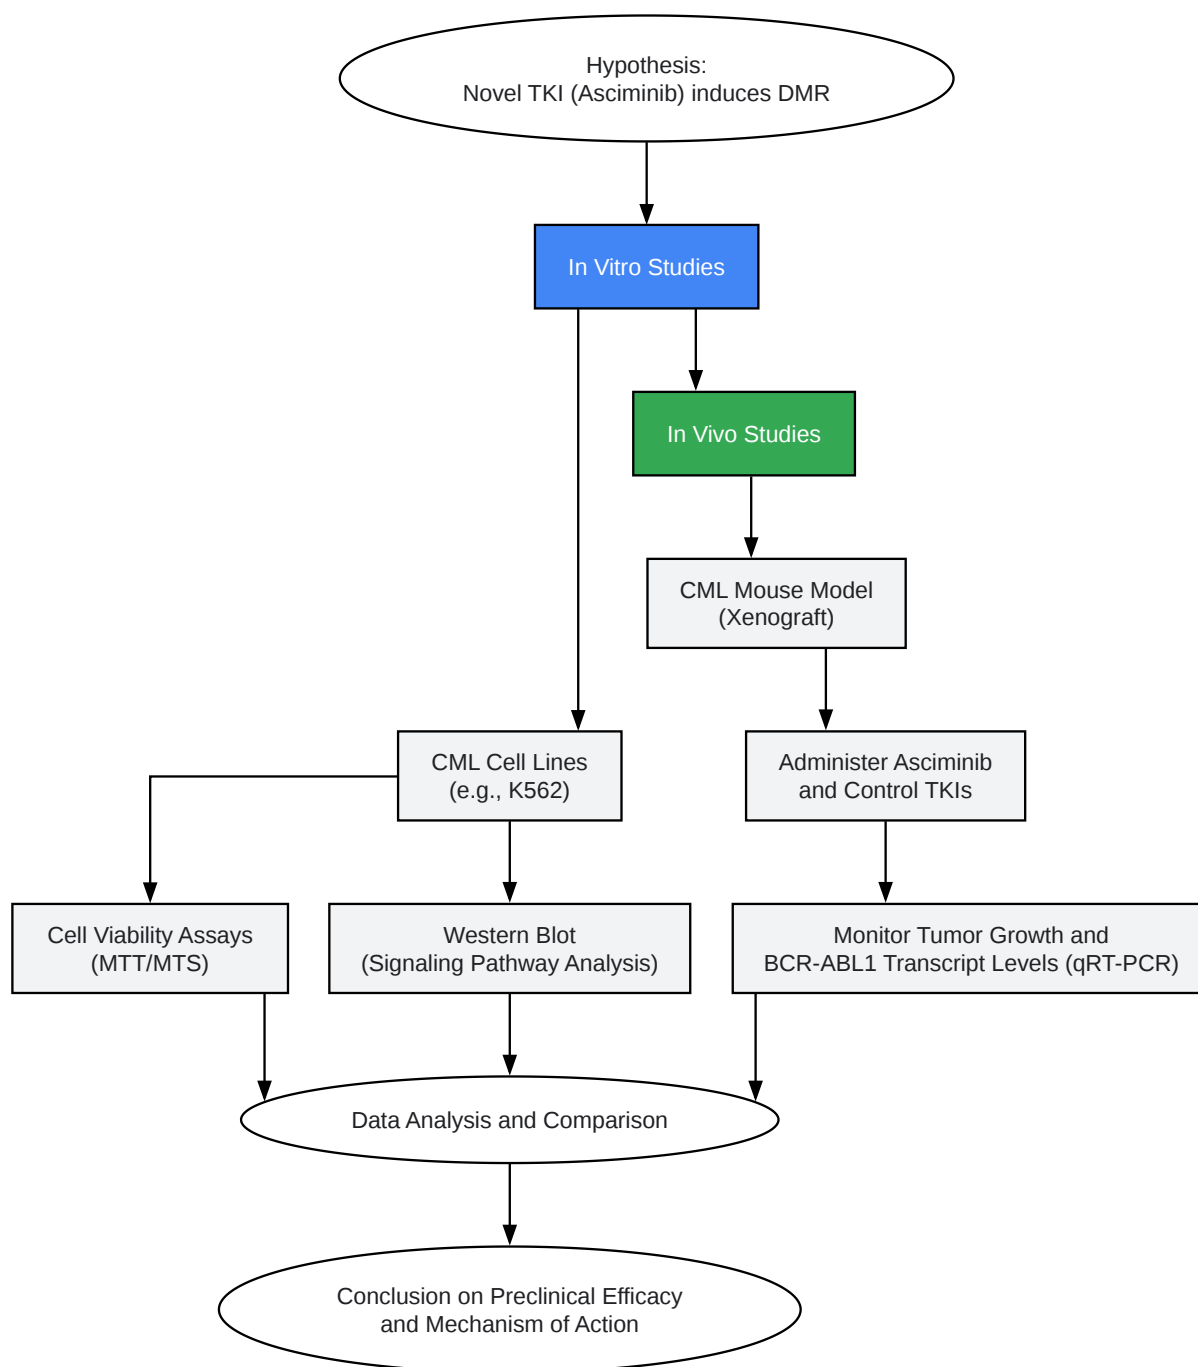 Hypothesis:
Novel TKI (Asciminib) induces DMR
In Vitro Studies
In Vivo Studies
CML Mouse Model
(Xenograft)
CML Cell Lines
(e.g., K562)
Administer Asciminib
and Control TKIs
Cell Viability Assays
(MTT/MTS)
Western Blot
(Signaling Pathway Analysis)
Monitor Tumor Growth and
BCR-ABL1 Transcript Levels (qRT-PCR)
Data Analysis and Comparison
Conclusion on Preclinical Efficacy
and Mechanism of Action